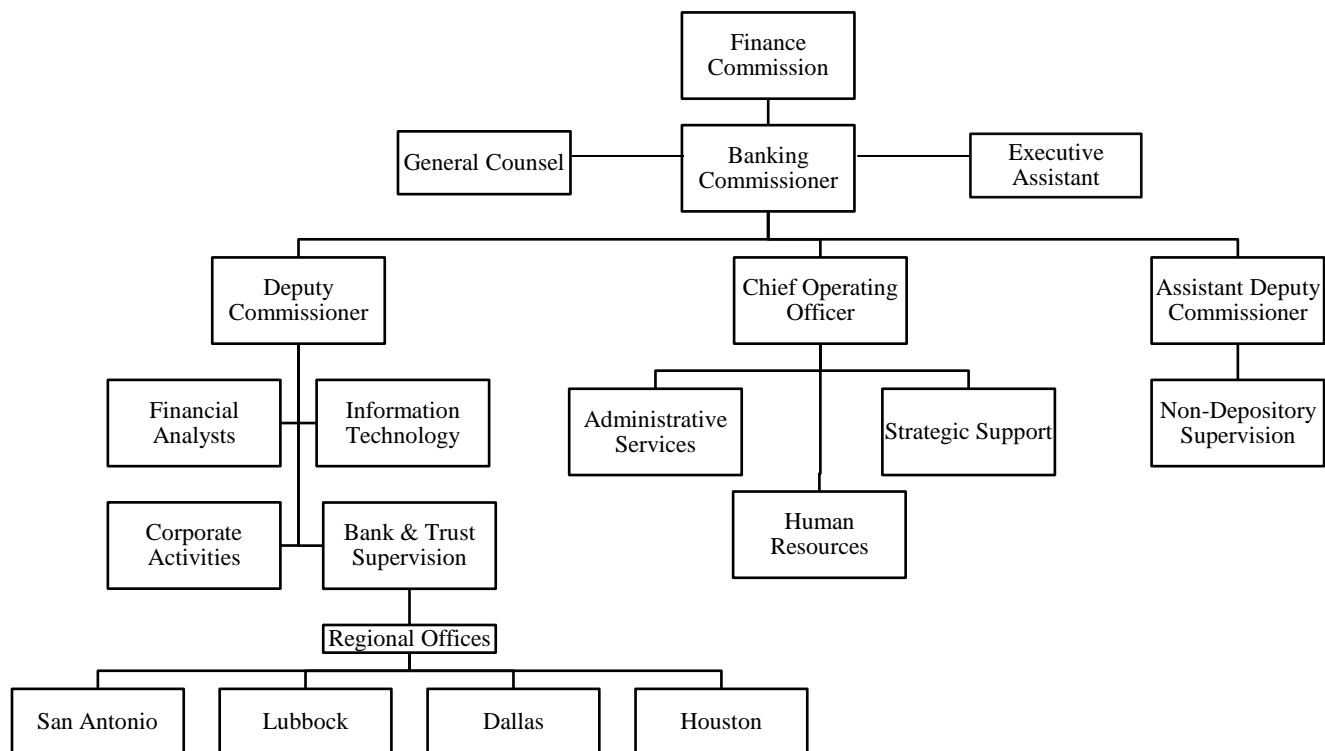 Finance
Commission
General Counsel
Banking
Commissioner
Executive
Assistant
Deputy
Commissioner
Chief Operating
Officer
Assistant Deputy
Commissioner
Financial
Analysts
Information
Technology
Administrative
Services
Strategic Support
Non-Depository
Supervision
Corporate
Activities
Bank & Trust
Supervision
Human
Resources
Regional Offices
San Antonio
Lubbock
Dallas
Houston